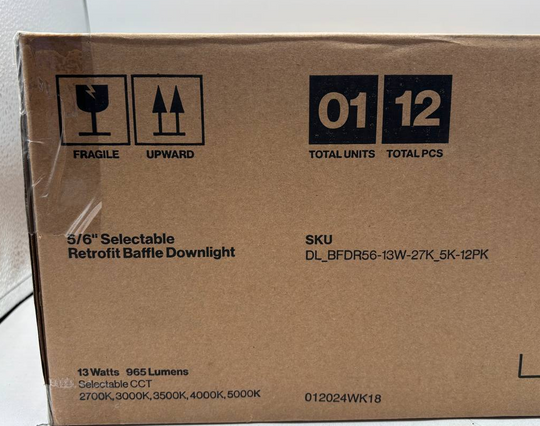 01 12
FRAGILE UPWARD TOTAL UNITS TOTAL PCS
5/6" Selectable
Retrofit Baffle Downlight
SKU
DL_BFDR56-13W-27K_5K-12PK
13 Watts 965 Lumens
Selectable CCT
2700K, 3000K, 3500K, 4000K, 5000K
012024WK18